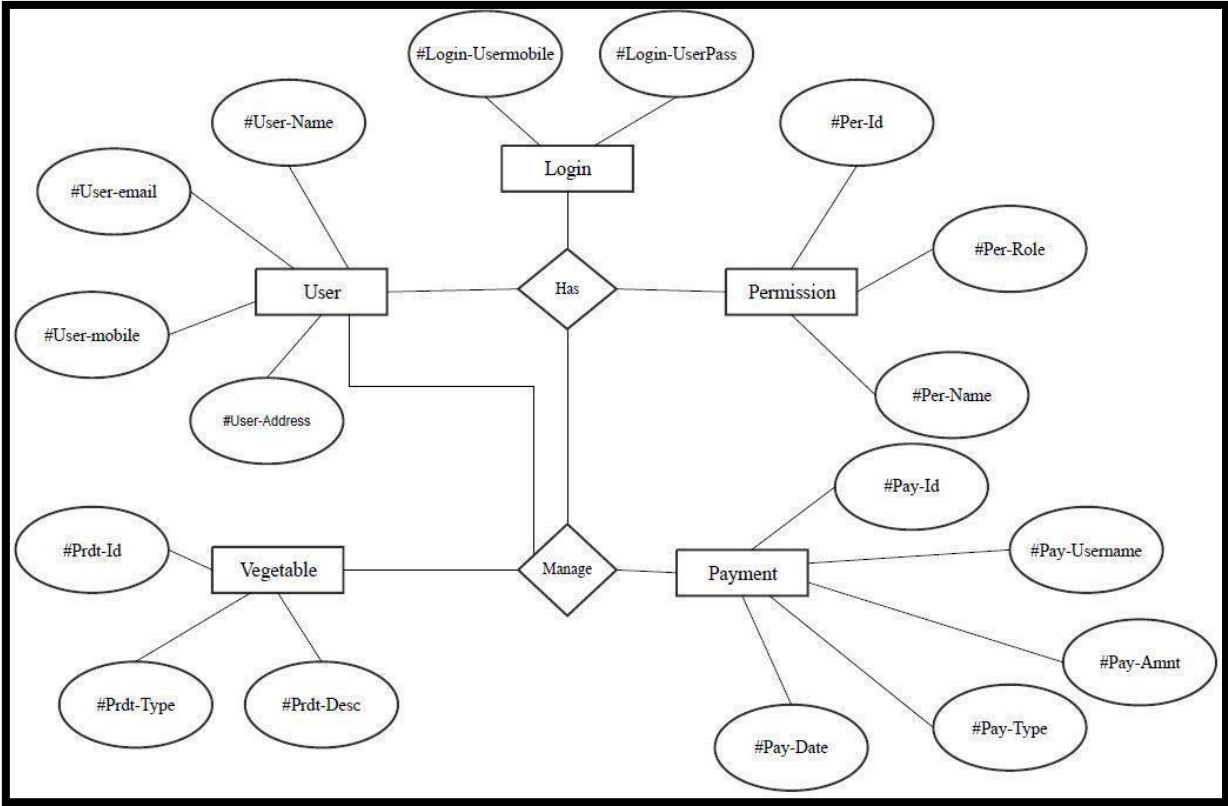 #Login-Usermobile
#Login-UserPass
#User-Name
#Per-Id
Login
#User-email
#Per-Role
User
Has
Permission
#User-mobile
#Per-Name
#User-Address
#Pay-Id
#Prdt-Id
#Pay-Username
Vegetable
Manage
Payment
#Pay-Amnt
#Prdt-Type
#Prdt-Desc
#Pay-Type
#Pay-Date